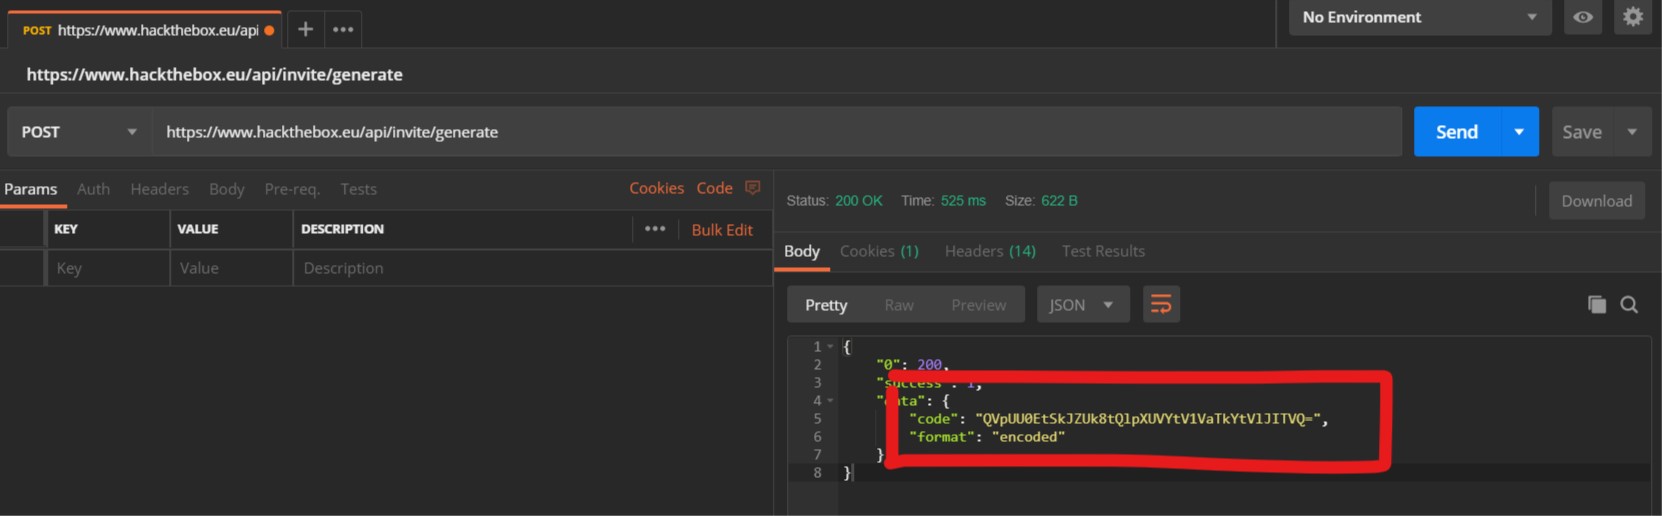 POST https://www.hackthebox.eu/api
No Environment
https://www.hackthebox.eu/api/invite/generate
POST https://www.hackthebox.eu/api/invite/generate Send Save
Params Auth Headers Body Pre-req. Tests Cookies Code
KEY VALUE DESCRIPTION Bulk Edit
Key Value Description
Status: 200 OK Time: 525 ms Size: 622 B Download
Body Cookies (1) Headers (14) Test Results
Pretty Raw Preview JSON
1 {
2 "0": 200,
3 "success": 1,
4 "data": {
5 "code": "QVpUU0EtSkJZUk8tQlpXUVYtV1VaTkYtVlJITVQ=",
6 "format": "encoded"
7 }
8 }